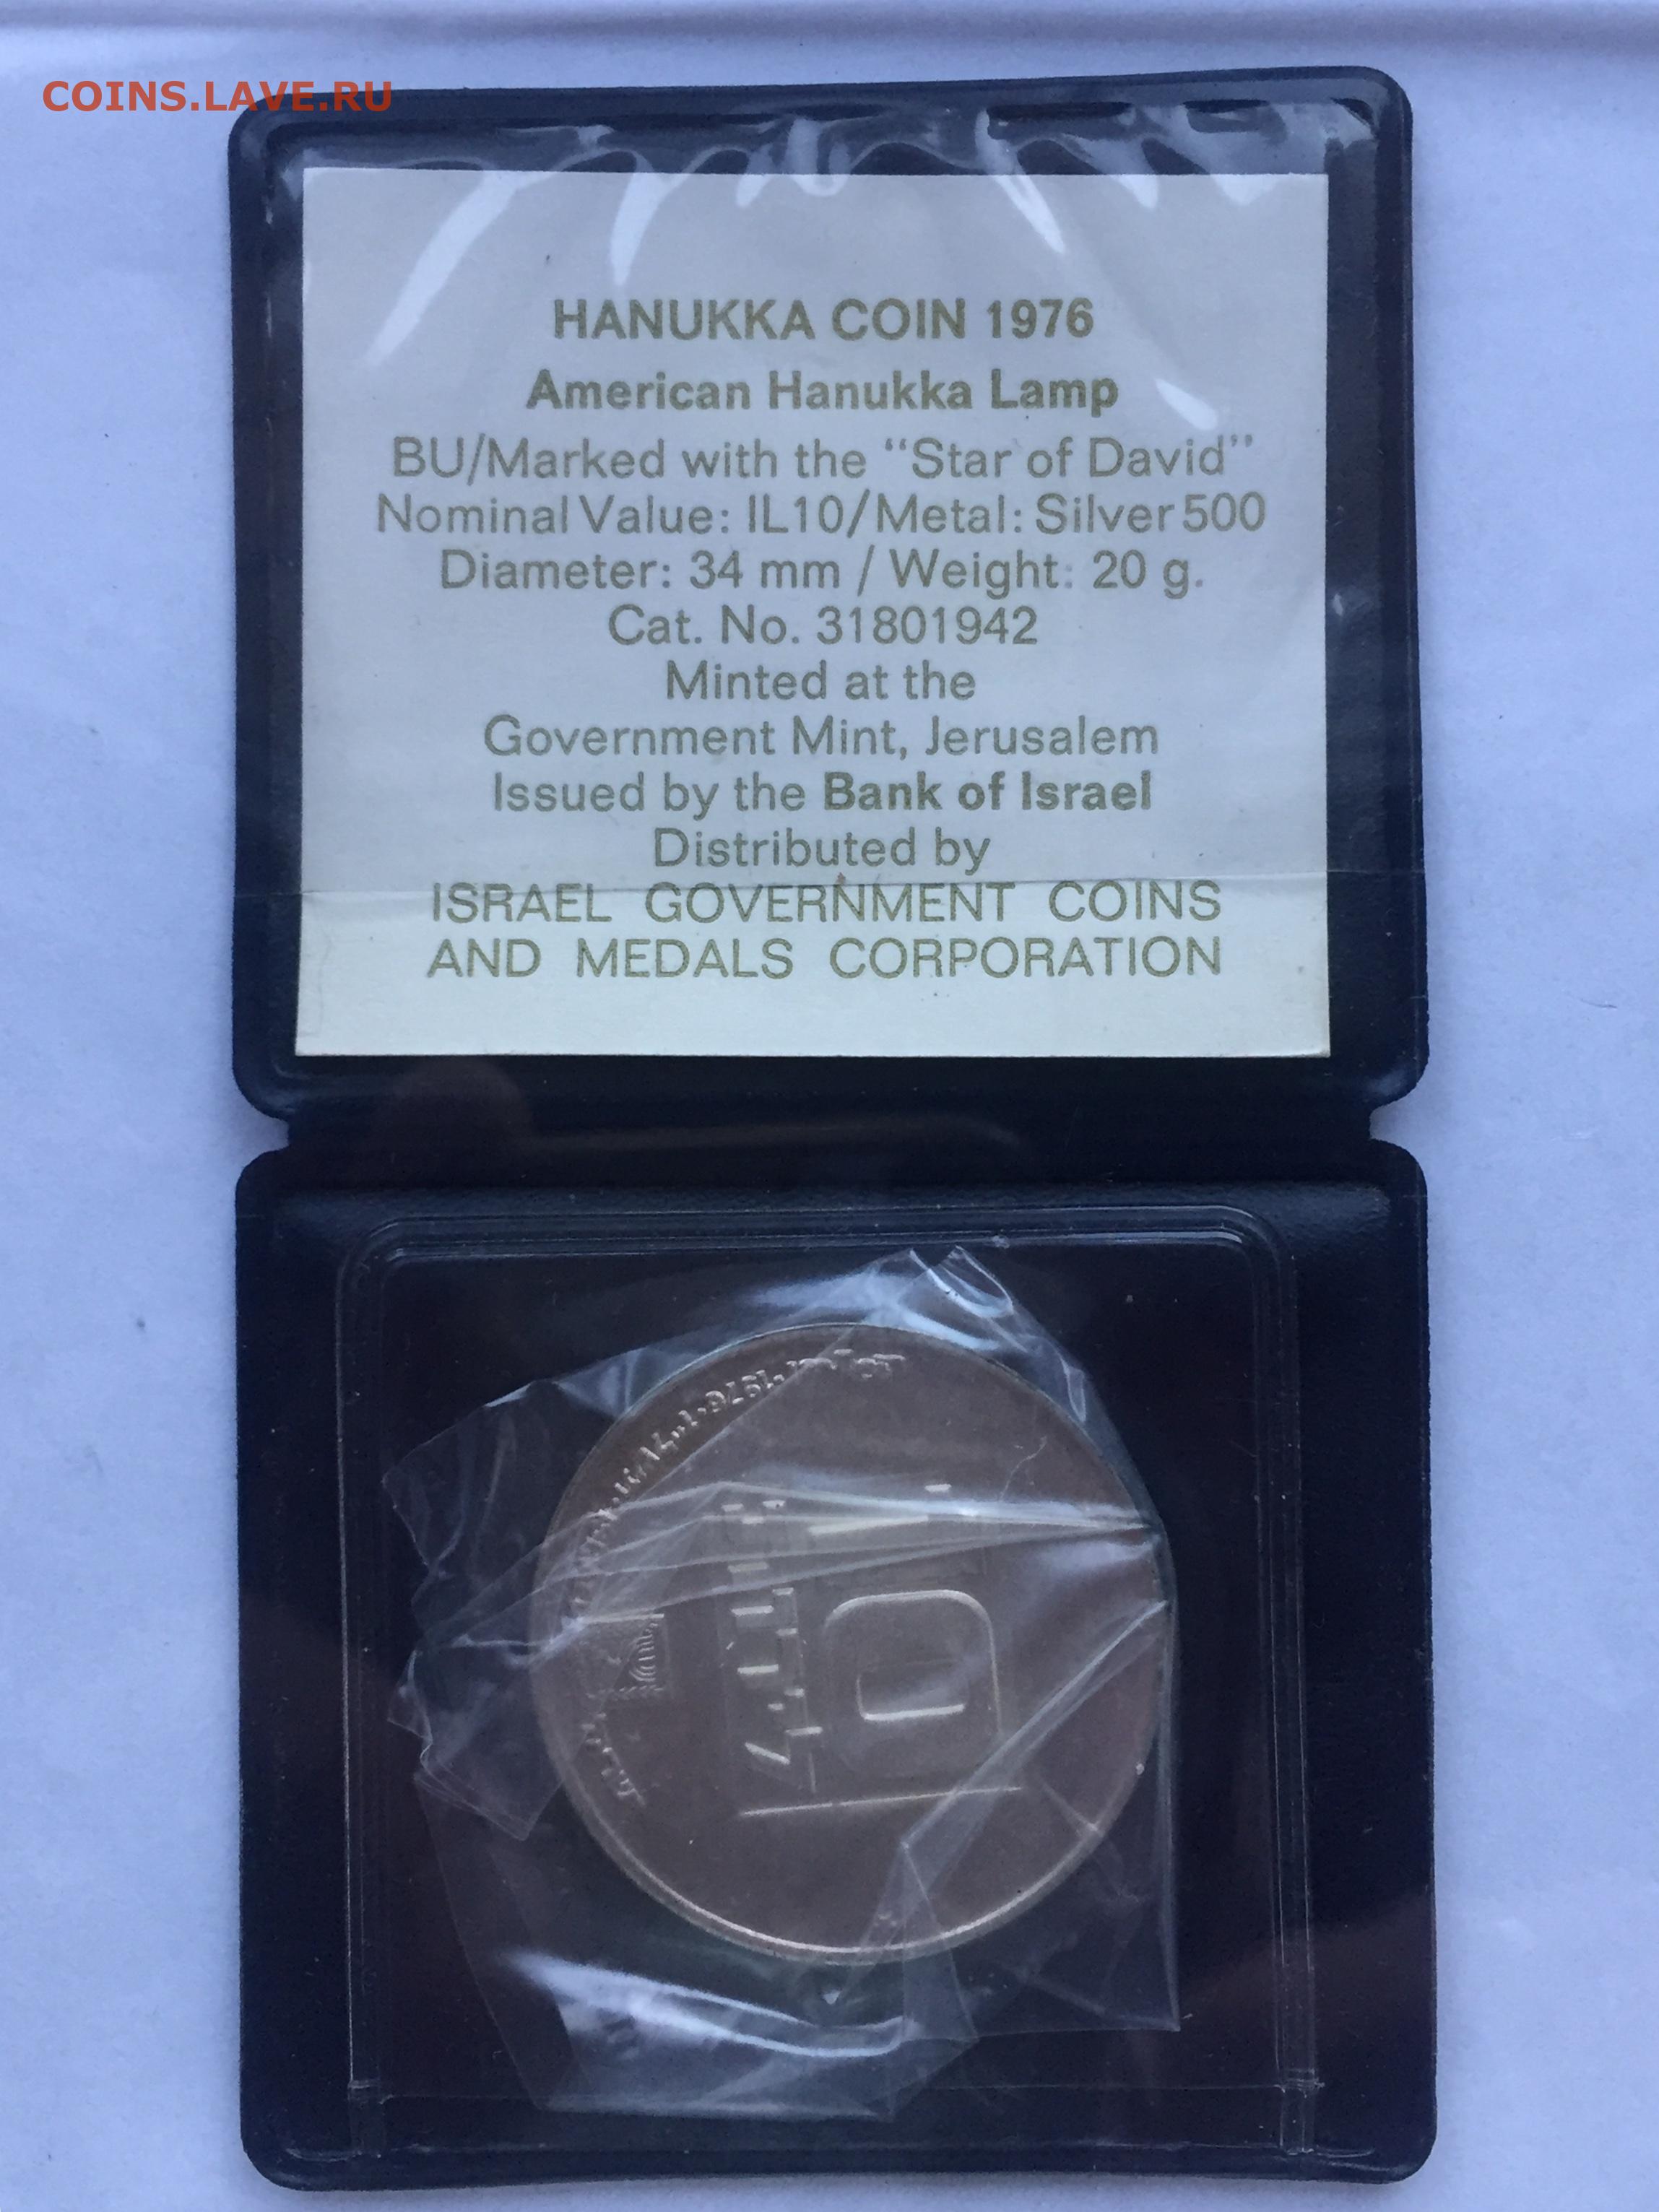 COINS.LAVE.RU
HANUKKA COIN 1976
American Hanukka Lamp
BU/Marked with the “Star of David”
Nominal Value: IL10/Metal: Silver 500
Diameter: 34 mm / Weight: 20 g.
Cat. No. 31801942
Minted at the
Government Mint, Jerusalem
Issued by the Bank of Israel
Distributed by
ISRAEL GOVERNMENT COINS
AND MEDALS CORPORATION
1976
10